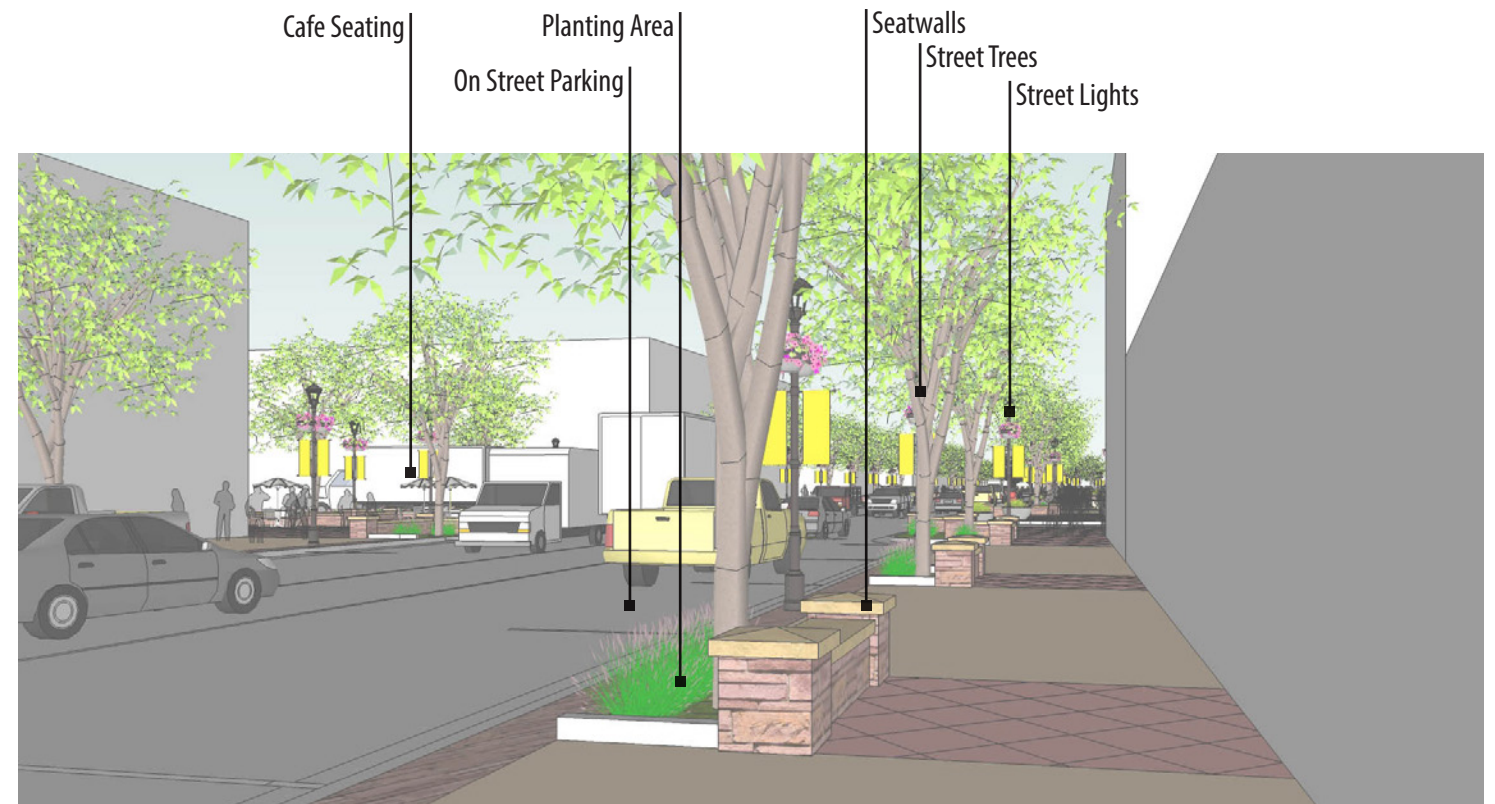 Cafe Seating
Planting Area
Seatwalls
Street Trees
On Street Parking
Street Lights